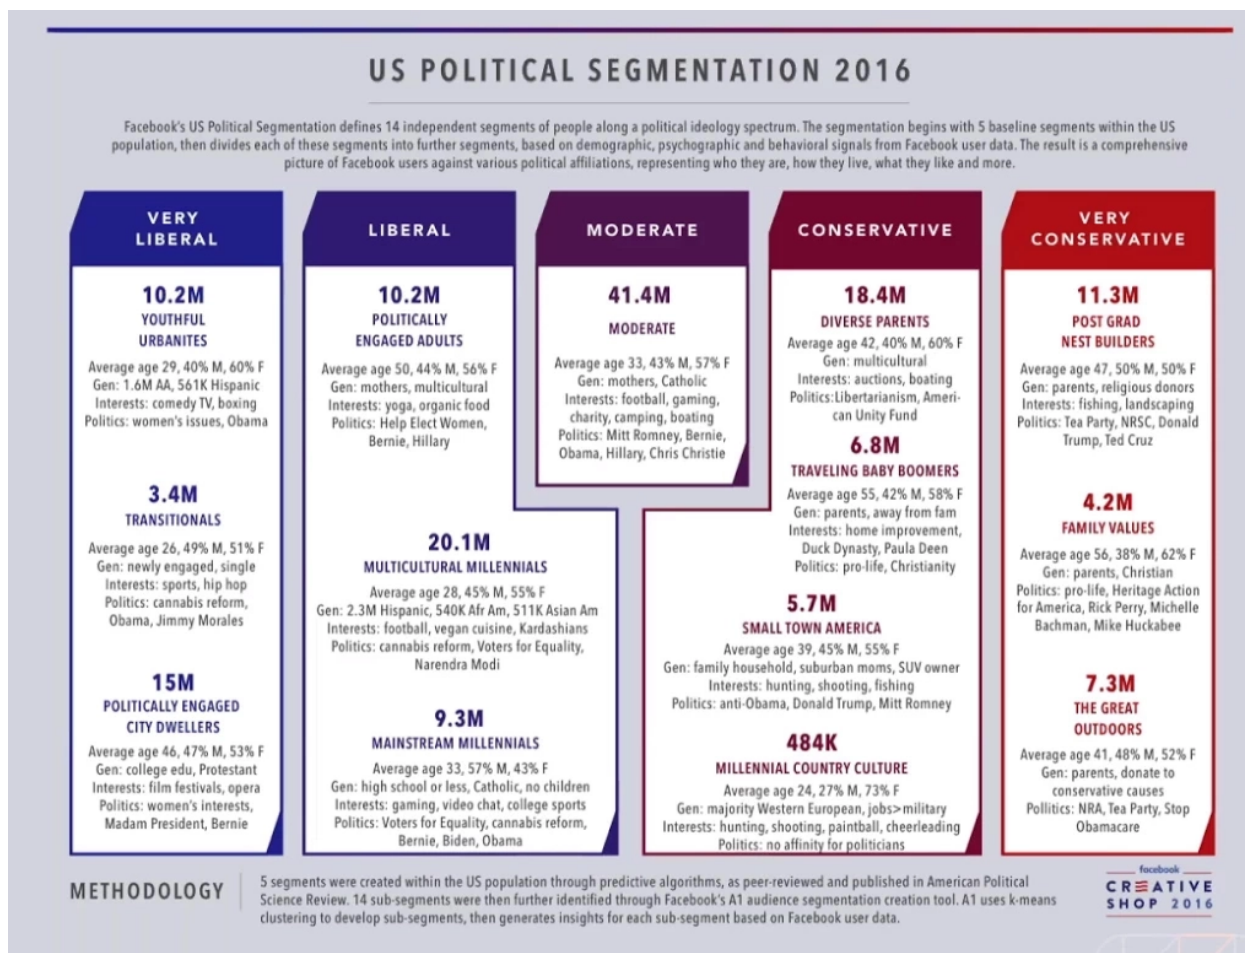 US POLITICAL SEGMENTATION 2016
Facebook's US Political Segmentation defines 14 independent segments of people along a political ideology spectrum. The segmentation begins with 5 baseline segments within the US
population, then divides each of these segments into further segments, based on demographic, psychographic and behavioral signals from Facebook user data. The result is a comprehensive
picture of Facebook users against various political affiliations, representing who they are, how they live, what they like and more.
VERY
LIBERAL
10.2M
YOUTHFUL
URBANITES
Average age 29, 40% M, 60% F
Gen: 1.6M AA, 561K Hispanic
Interests: comedy TV, boxing
Politics: women's issues, Obama
3.4M
TRANSITIONALS
Average age 26, 49% M, 51% F
Gen: newly engaged, single
Interests: sports, hip hop
Politics: cannabis reform,
Obama, Jimmy Morales
15M
POLITICALLY ENGAGED
CITY DWELLERS
Average age 46, 47% M, 53% F
Gen: college edu, Protestant
Interests: film festivals, opera
Politics: women's interests,
Madam President, Bernie
LIBERAL
10.2M
POLITICALLY
ENGAGED ADULTS
Average age 50, 44% M, 56% F
Gen: mothers, multicultural
Interests: yoga, organic food
Politics: Help Elect Women,
Bernie, Hillary
20.1M
MULTICULTURAL MILLENNIALS
Average age 28, 45% M, 55% F
Gen: 2.3M Hispanic, 540K Afr Am, 511K Asian Am
Interests: football, vegan cuisine, Kardashians
Politics: cannabis reform, Voters for Equality,
Narendra Modi
9.3M
MAINSTREAM MILLENNIALS
Average age 33, 57% M, 43% F
Gen: high school or less, Catholic, no children
Interests: gaming, video chat, college sports
Politics: Voters for Equality, cannabis reform,
Bernie, Biden, Obama
MODERATE
41.4M
MODERATE
Average age 33, 43% M, 57% F
Gen: mothers, Catholic
Interests: football, gaming,
charity, camping, boating
Politics: Mitt Romney, Bernie,
Obama, Hillary, Chris Christie
CONSERVATIVE
18.4M
DIVERSE PARENTS
Average age 42, 40% M, 60% F
Gen: multicultural
Interests: auctions, boating
Politics:Libertarianism, Ameri-
can Unity Fund
6.8M
TRAVELING BABY BOOMERS
Average age 55, 42% M, 58% F
Gen: parents, away from fam
Interests: home improvement,
Duck Dynasty, Paula Deen
Politics: pro-life, Christianity
5.7M
SMALL TOWN AMERICA
Average age 39, 45% M, 55% F
Gen: family household, suburban moms, SUV owner
Interests: hunting, shooting, fishing
Politics: anti-Obama, Donald Trump, Mitt Romney
484K
MILLENNIAL COUNTRY CULTURE
Average age 24, 27% M, 73% F
Gen: majority Western European, jobs>military
Interests: hunting, shooting, paintball, cheerleading
Politics: no affinity for politicians
VERY
CONSERVATIVE
11.3M
POST GRAD
NEST BUILDERS
Average age 47, 50% M, 50% F
Gen: parents, religious donors
Interests: fishing, landscaping
Politics: Tea Party, NRSC, Donald
Trump, Ted Cruz
4.2M
FAMILY VALUES
Average age 56, 38% M, 62% F
Gen: parents, Christian
Politics: pro-life, Heritage Action
for America, Rick Perry, Michelle
Bachman, Mike Huckabee
7.3M
THE GREAT
OUTDOORS
Average age 41, 48% M, 52% F
Gen: parents, donate to
conservative causes
Pollitics: NRA, Tea Party, Stop
Obamacare
METHODOLOGY
5 segments were created within the US population through predictive algorithms, as peer-reviewed and published in American Political
Science Review. 14 sub-segments were then further identified through Facebook's A1 audience segmentation creation tool. A1 uses k-means
clustering to develop sub-segments, then generates insights for each sub-segment based on Facebook user data.
facebook
CREATIVE
SHOP 2016